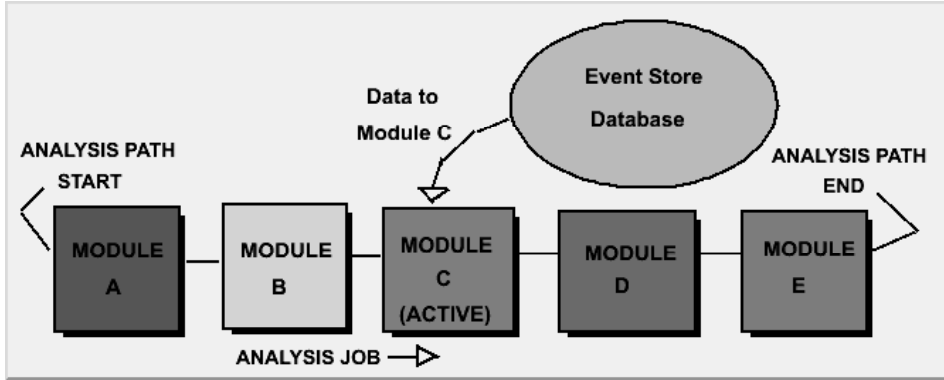 Event Store
Database
Data to
Module C
ANALYSIS PATH
START
ANALYSIS PATH
END
MODULE
A
MODULE
B
MODULE
C
(ACTIVE)
MODULE
D
MODULE
E
ANALYSIS JOB